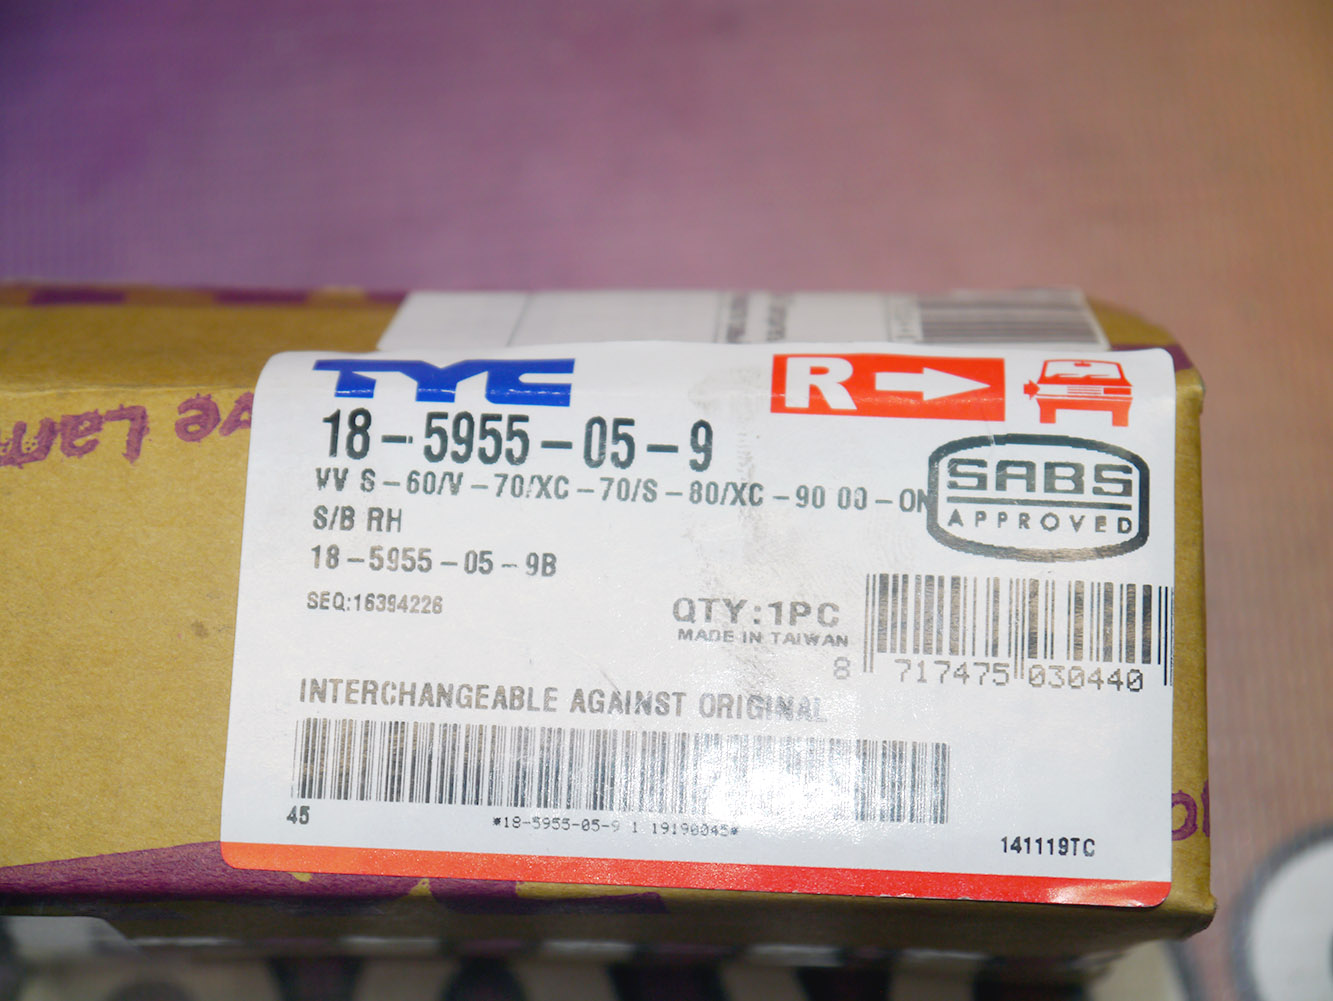 TYC
R
18-5955-05-9
VV S-60/V-70/XC-70/S-80/XC-90 00-ON
SABS
APPROVED
S/B RH
18-5955-05-9B
SEQ:16394226
QTY:1PC
MADE IN TAIWAN
8 717475 030440
INTERCHANGEABLE AGAINST ORIGINAL
45
*18-5955-05-9 1 19190045*
141119TC